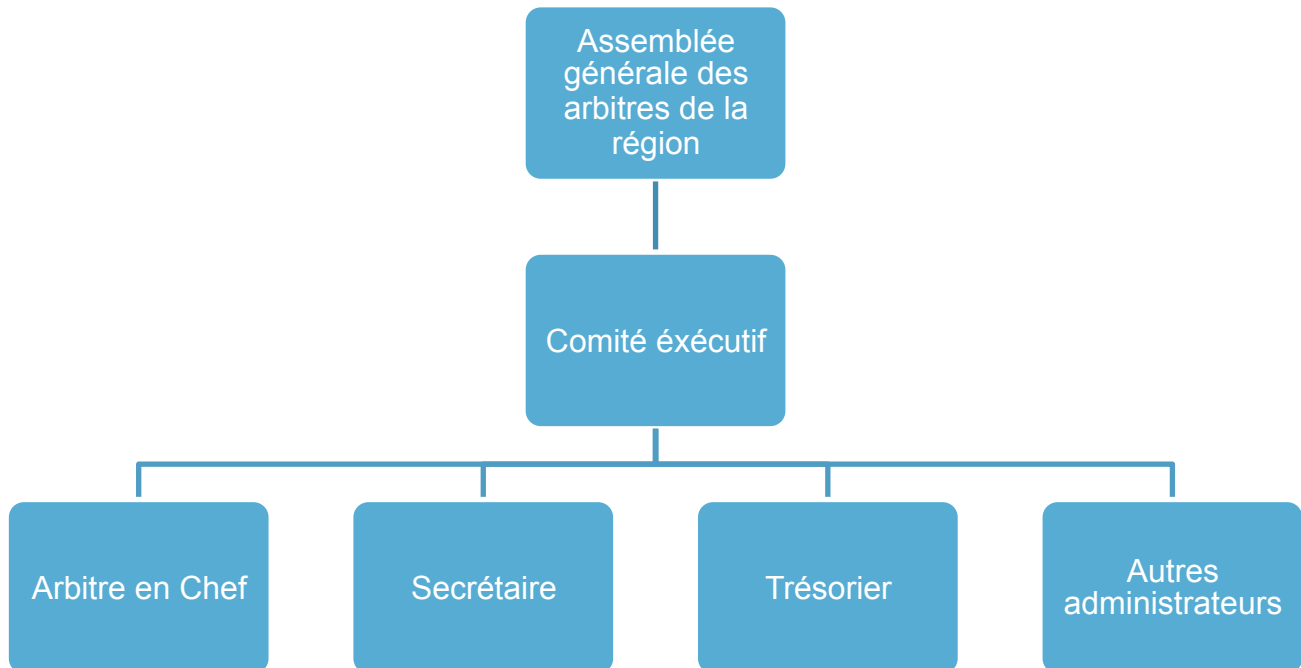 Assemblée
générale des
arbitres de la
région
Comité éxécutif
Arbitre en Chef
Secrétaire
Trésorier
Autres
administrateurs